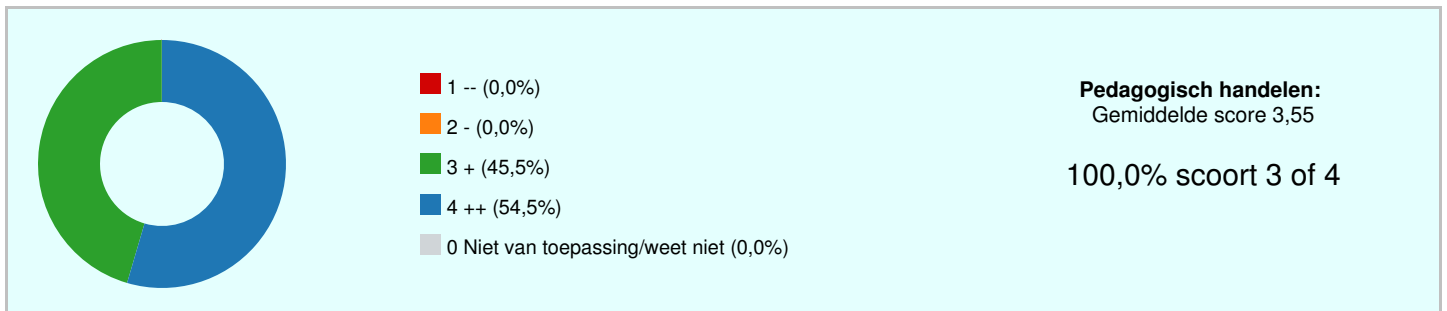 1 -- (0,0%)
2 - (0,0%)
3 + (45,5%)
4 ++ (54,5%)
0 Niet van toepassing/weet niet (0,0%)
Pedagogisch handelen:
Gemiddelde score 3,55
100,0% scoort 3 of 4